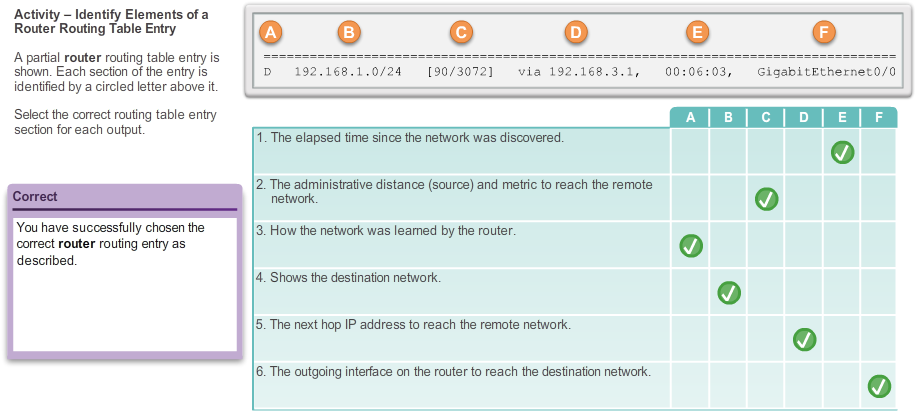 Activity – Identify Elements of a
Router Routing Table Entry
A partial router routing table entry is
shown. Each section of the entry is
identified by a circled letter above it.
Select the correct routing table entry
section for each output.
Correct
You have successfully chosen the
correct router routing entry as
described.
A B C D E F
================================================================================
D 192.168.1.0/24 [90/3072] via 192.168.3.1, 00:06:03, GigabitEthernet0/0
A B C D E F
1. The elapsed time since the network was discovered.
2. The administrative distance (source) and metric to reach the remote
network.
3. How the network was learned by the router.
4. Shows the destination network.
5. The next hop IP address to reach the remote network.
6. The outgoing interface on the router to reach the destination network.